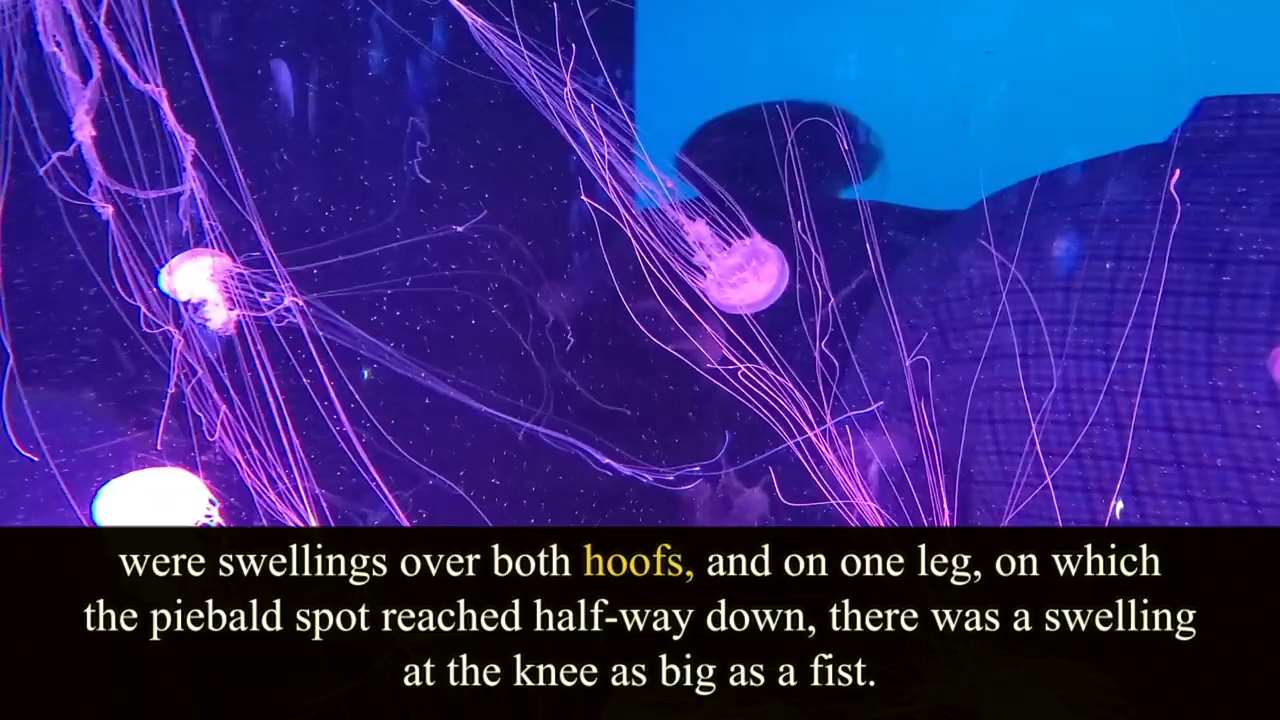 were swellings over both hoofs, and on one leg, on which
the piebald spot reached half-way down, there was a swelling
at the knee as big as a fist.